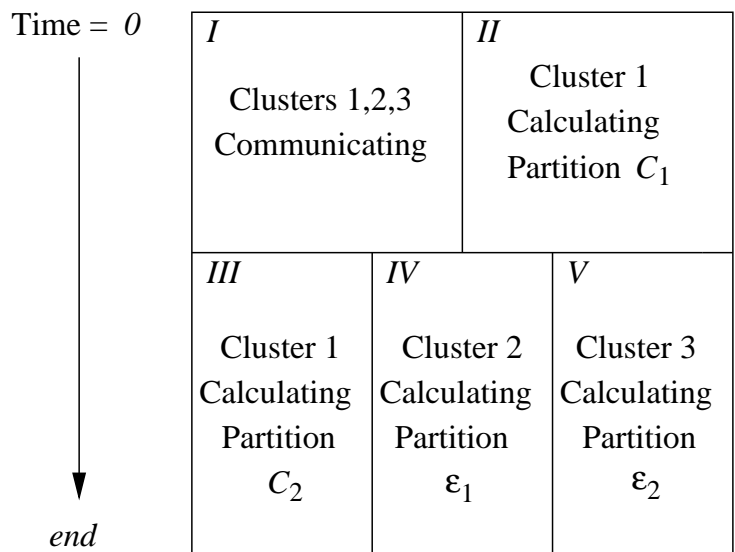 Time = 0
I
Clusters 1,2,3
Communicating
II
Cluster 1
Calculating
Partition C1
III
Cluster 1
Calculating
Partition
C2
IV
Cluster 2
Calculating
Partition
ε1
V
Cluster 3
Calculating
Partition
ε2
end